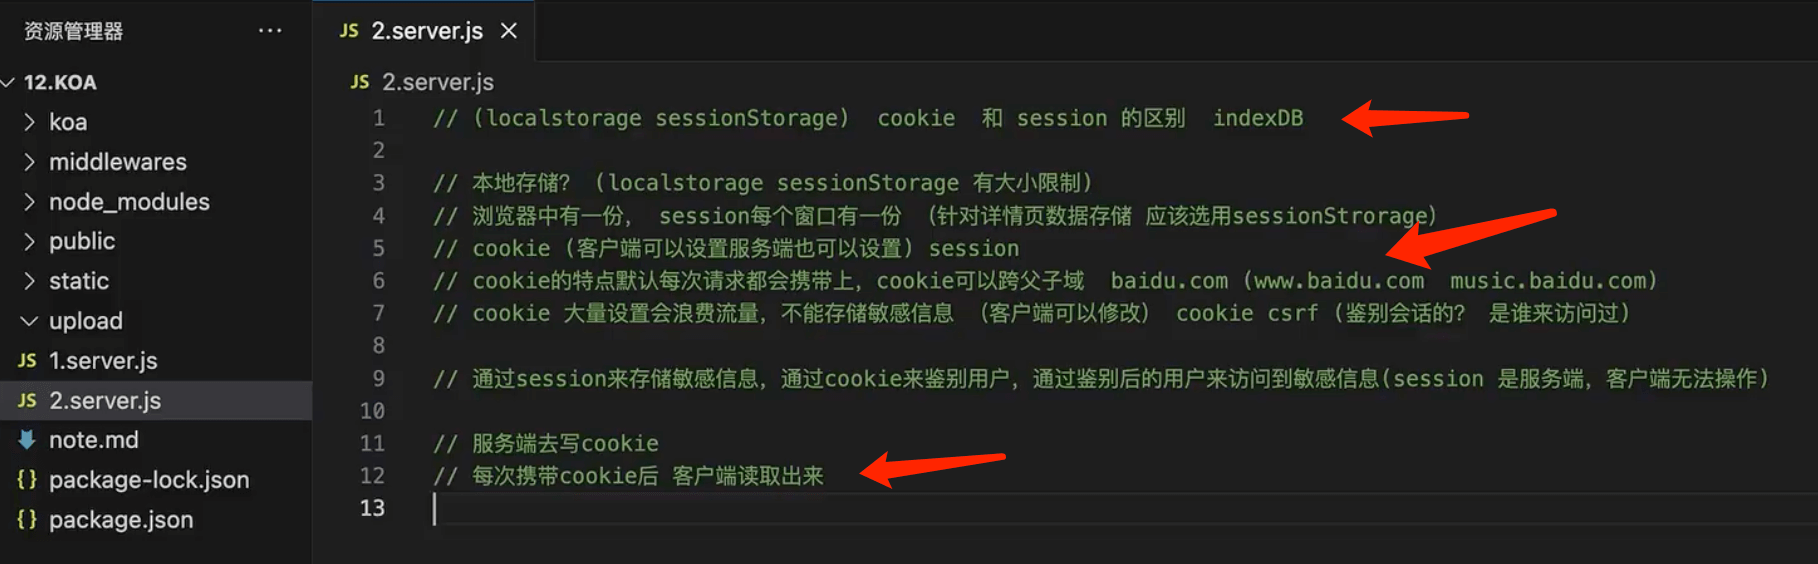 资源管理器
···
12.KOA
koa
middlewares
node_modules
public
static
upload
JS 1.server.js
JS 2.server.js
note.md
{} package-lock.json
{} package.json
JS 2.server.js ×
JS 2.server.js
1 // (localstorage sessionStorage)  cookie  和 session 的区别  indexDB
2
3 // 本地存储? (localstorage sessionStorage 有大小限制)
4 // 浏览器中有一份, session每个窗口有一份 (针对详情页数据存储 应该选用sessionStrorage)
5 // cookie (客户端可以设置服务端也可以设置) session
6 // cookie的特点默认每次请求都会携带上, cookie可以跨父子域  baidu.com (www.baidu.com  music.baidu.com)
7 // cookie 大量设置会浪费流量, 不能存储敏感信息 (客户端可以修改)  cookie csrf (鉴别会话的? 是谁来访问过)
8
9 // 通过session来存储敏感信息, 通过cookie来鉴别用户, 通过鉴别后的用户来访问到敏感信息(session 是服务端, 客户端无法操作)
10
11 // 服务端去写cookie
12 // 每次携带cookie后 客户端读取出来
13